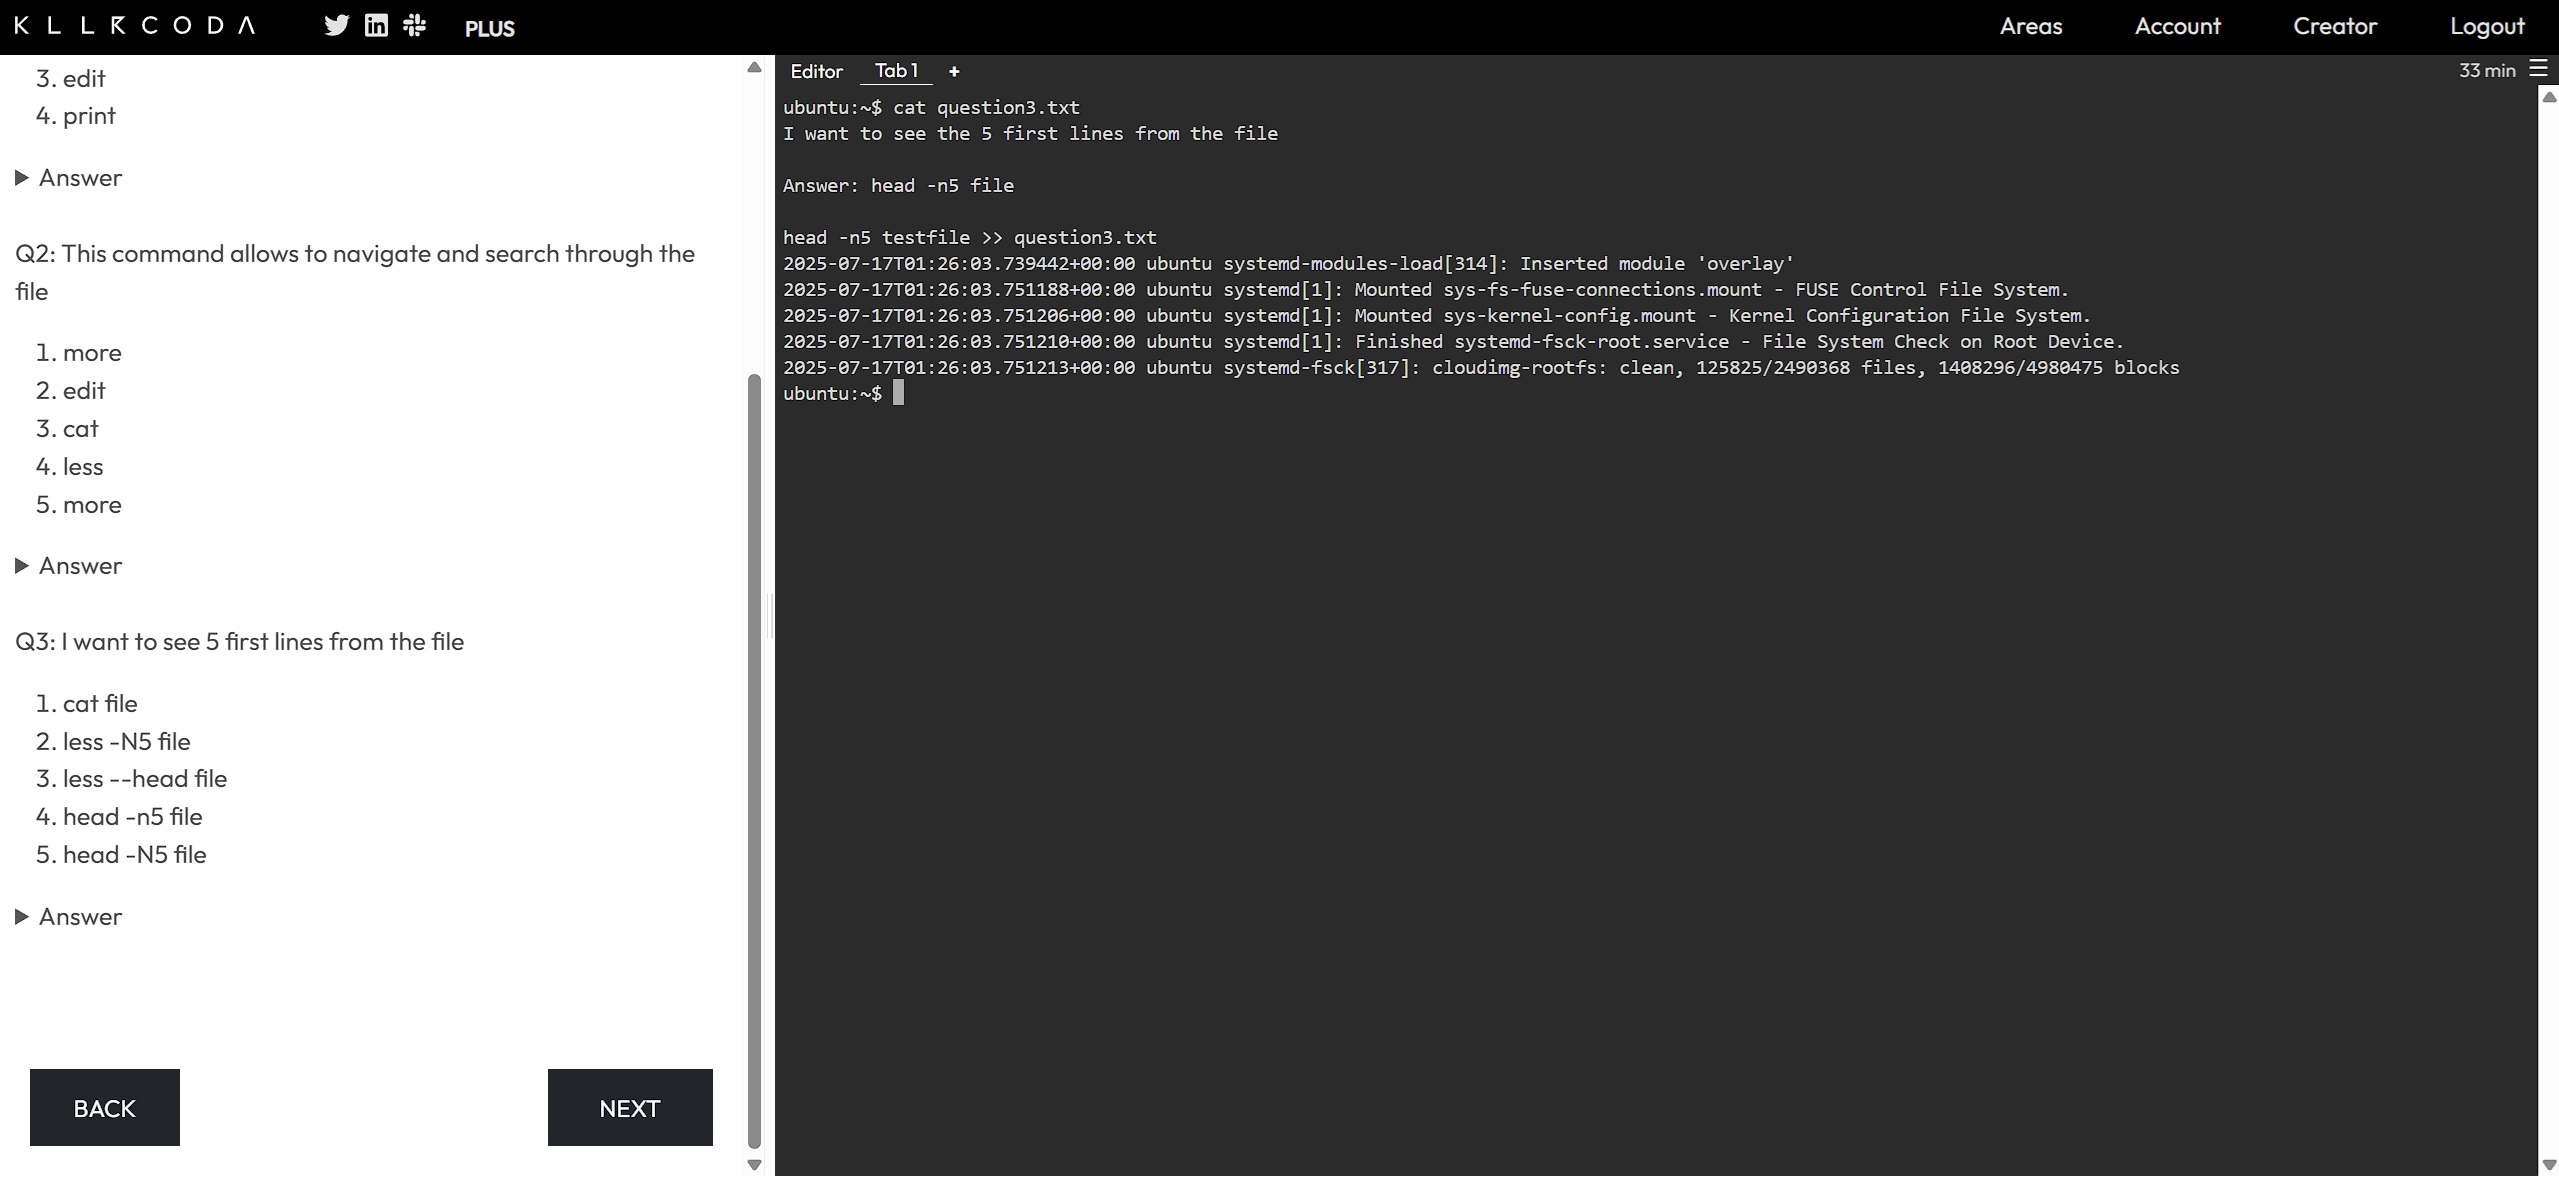 KLLRCODA PLUS Areas Account Creator Logout
3. edit
4. print
Answer
Q2: This command allows to navigate and search through the
file
1. more
2. edit
3. cat
4. less
5. more
Answer
Q3: I want to see 5 first lines from the file
1. cat file
2. less -N5 file
3. less --head file
4. head -n5 file
5. head -N5 file
Answer
BACK NEXT
Editor Tab 1 + 33 min
ubuntu:~$ cat question3.txt
I want to see the 5 first lines from the file
Answer: head -n5 file
head -n5 testfile >> question3.txt
2025-07-17T01:26:03.739442+00:00 ubuntu systemd-modules-load[314]: Inserted module 'overlay'
2025-07-17T01:26:03.751188+00:00 ubuntu systemd[1]: Mounted sys-fs-fuse-connections.mount - FUSE Control File System.
2025-07-17T01:26:03.751206+00:00 ubuntu systemd[1]: Mounted sys-kernel-config.mount - Kernel Configuration File System.
2025-07-17T01:26:03.751210+00:00 ubuntu systemd[1]: Finished systemd-fsck-root.service - File System Check on Root Device.
2025-07-17T01:26:03.751213+00:00 ubuntu systemd-fsck[317]: cloudimg-rootfs: clean, 125825/2490368 files, 1408296/4980475 blocks
ubuntu:~$